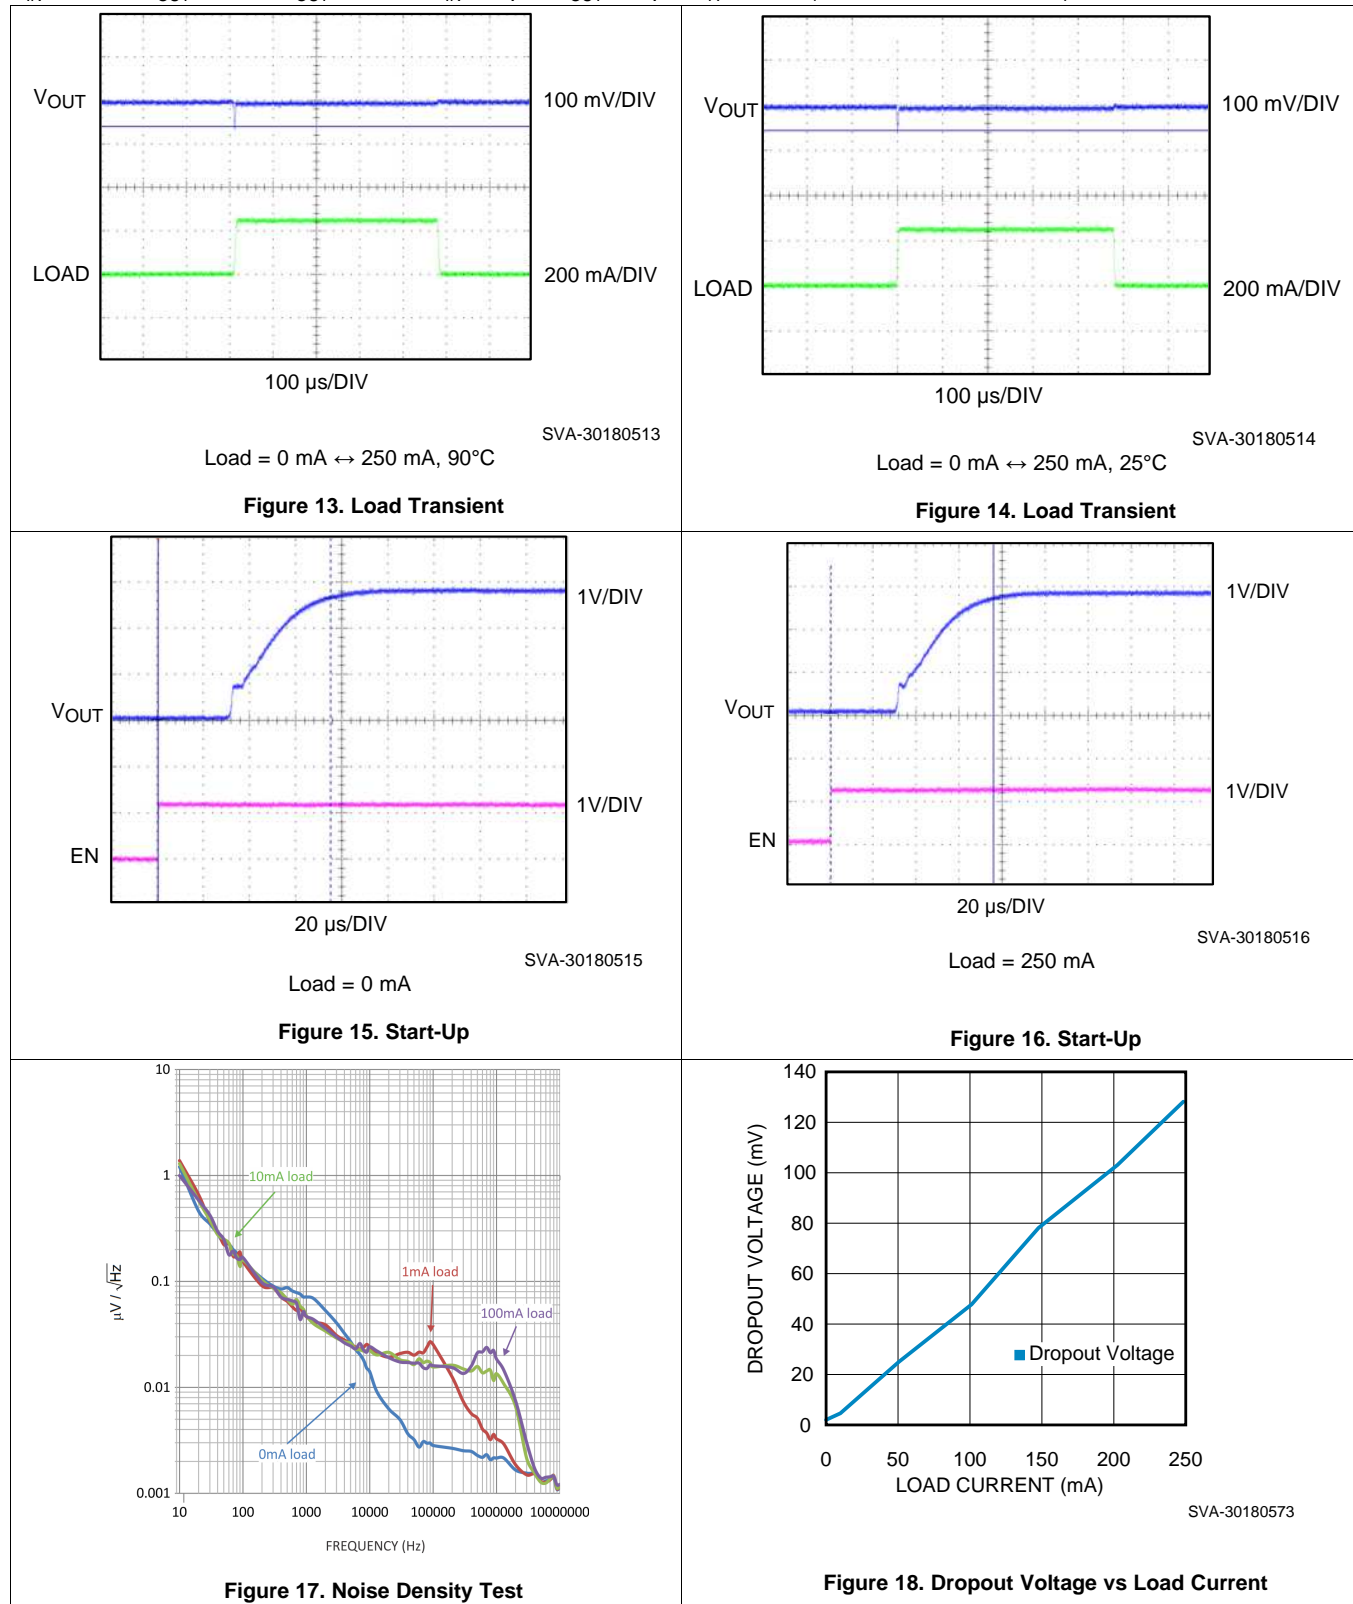 VOUT
100 mV/DIV
LOAD
200 mA/DIV
100 µs/DIV
SVA-30180513
Load = 0 mA ↔ 250 mA, 90°C
Figure 13. Load Transient
VOUT
100 mV/DIV
LOAD
200 mA/DIV
100 µs/DIV
SVA-30180514
Load = 0 mA ↔ 250 mA, 25°C
Figure 14. Load Transient
1V/DIV
VOUT
1V/DIV
EN
20 µs/DIV
SVA-30180515
Load = 0 mA
Figure 15. Start-Up
1V/DIV
VOUT
1V/DIV
EN
20 µs/DIV
SVA-30180516
Load = 250 mA
Figure 16. Start-Up
10
1
0.1
0.01
0.001
µV / √Hz
10mA load
1mA load
100mA load
0mA load
10 100 1000 10000 100000 1000000 10000000
FREQUENCY (Hz)
Figure 17. Noise Density Test
140
120
100
80
60
40
20
0
DROPOUT VOLTAGE (mV)
Dropout Voltage
0 50 100 150 200 250
LOAD CURRENT (mA)
SVA-30180573
Figure 18. Dropout Voltage vs Load Current